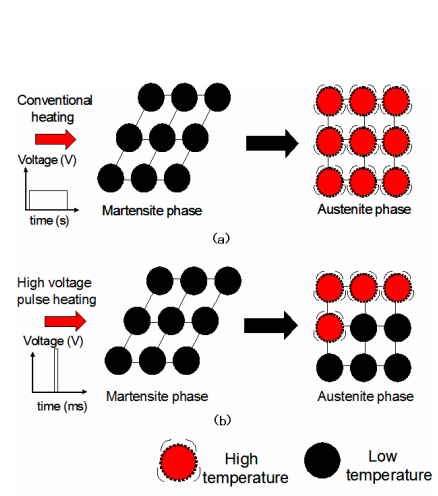 Conventional
heating
Voltage (V)
time (s)
Martensite phase
Austenite phase
(a)
High voltage
pulse heating
Voltage (V)
time (ms)
Martensite phase
Austenite phase
(b)
High
temperature
Low
temperature